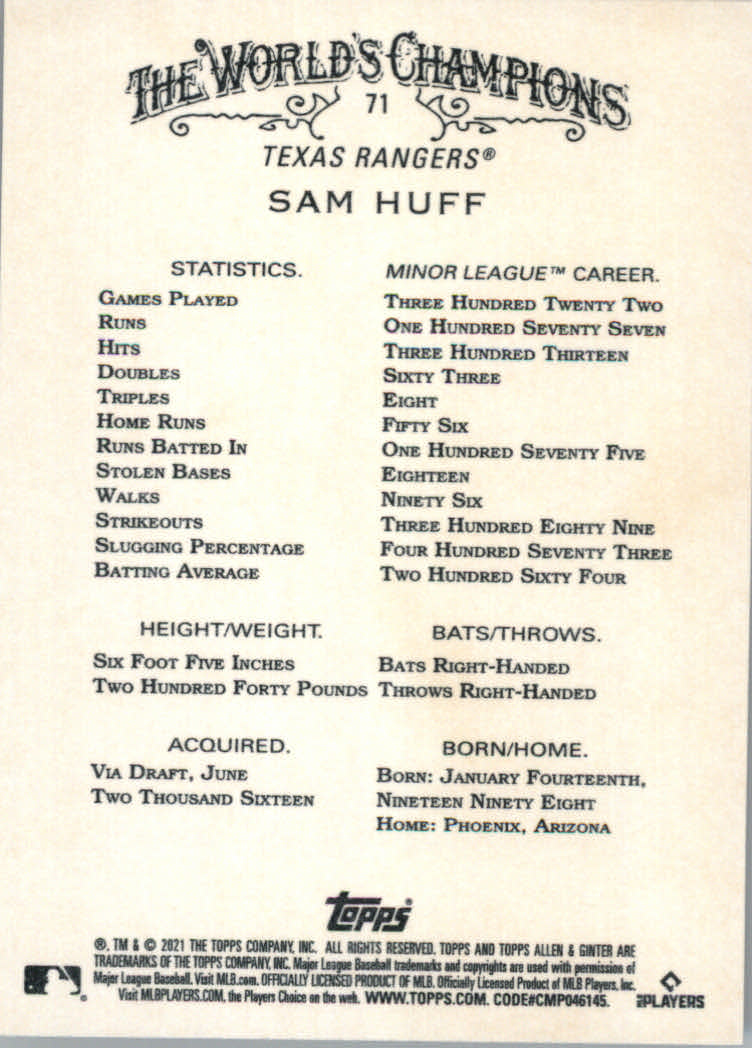 THE WORLD'S CHAMPIONS
71
TEXAS RANGERS®
SAM HUFF
STATISTICS. MINOR LEAGUE™ CAREER.
GAMES PLAYED THREE HUNDRED TWENTY TWO
RUNS ONE HUNDRED SEVENTY SEVEN
HITS THREE HUNDRED THIRTEEN
DOUBLES SIXTY THREE
TRIPLES EIGHT
HOME RUNS FIFTY SIX
RUNS BATTED IN ONE HUNDRED SEVENTY FIVE
STOLEN BASES EIGHTEEN
WALKS NINETY SIX
STRIKEOUTS THREE HUNDRED EIGHTY NINE
SLUGGING PERCENTAGE FOUR HUNDRED SEVENTY THREE
BATTING AVERAGE TWO HUNDRED SIXTY FOUR
HEIGHT/WEIGHT. BATS/THROWS.
SIX FOOT FIVE INCHES BATS RIGHT-HANDED
TWO HUNDRED FORTY POUNDS THROWS RIGHT-HANDED
ACQUIRED. BORN/HOME.
VIA DRAFT, JUNE BORN: JANUARY FOURTEENTH,
TWO THOUSAND SIXTEEN NINETEEN NINETY EIGHT
HOME: PHOENIX, ARIZONA
Topps®
®, TM & © 2021 THE TOPPS COMPANY, INC. ALL RIGHTS RESERVED. TOPPS AND TOPPS ALLEN & GINTER ARE
TRADEMARKS OF THE TOPPS COMPANY, INC. Major League Baseball trademarks and copyrights are used with permission of
Major League Baseball. Visit MLB.com. OFFICIALLY LICENSED PRODUCT OF MLB. Officially Licensed Product of MLB Players, Inc.
Visit MLBPLAYERS.COM, the Players Choice on the web. WWW.TOPPS.COM. CODE#CMP046145.
PLAYERS